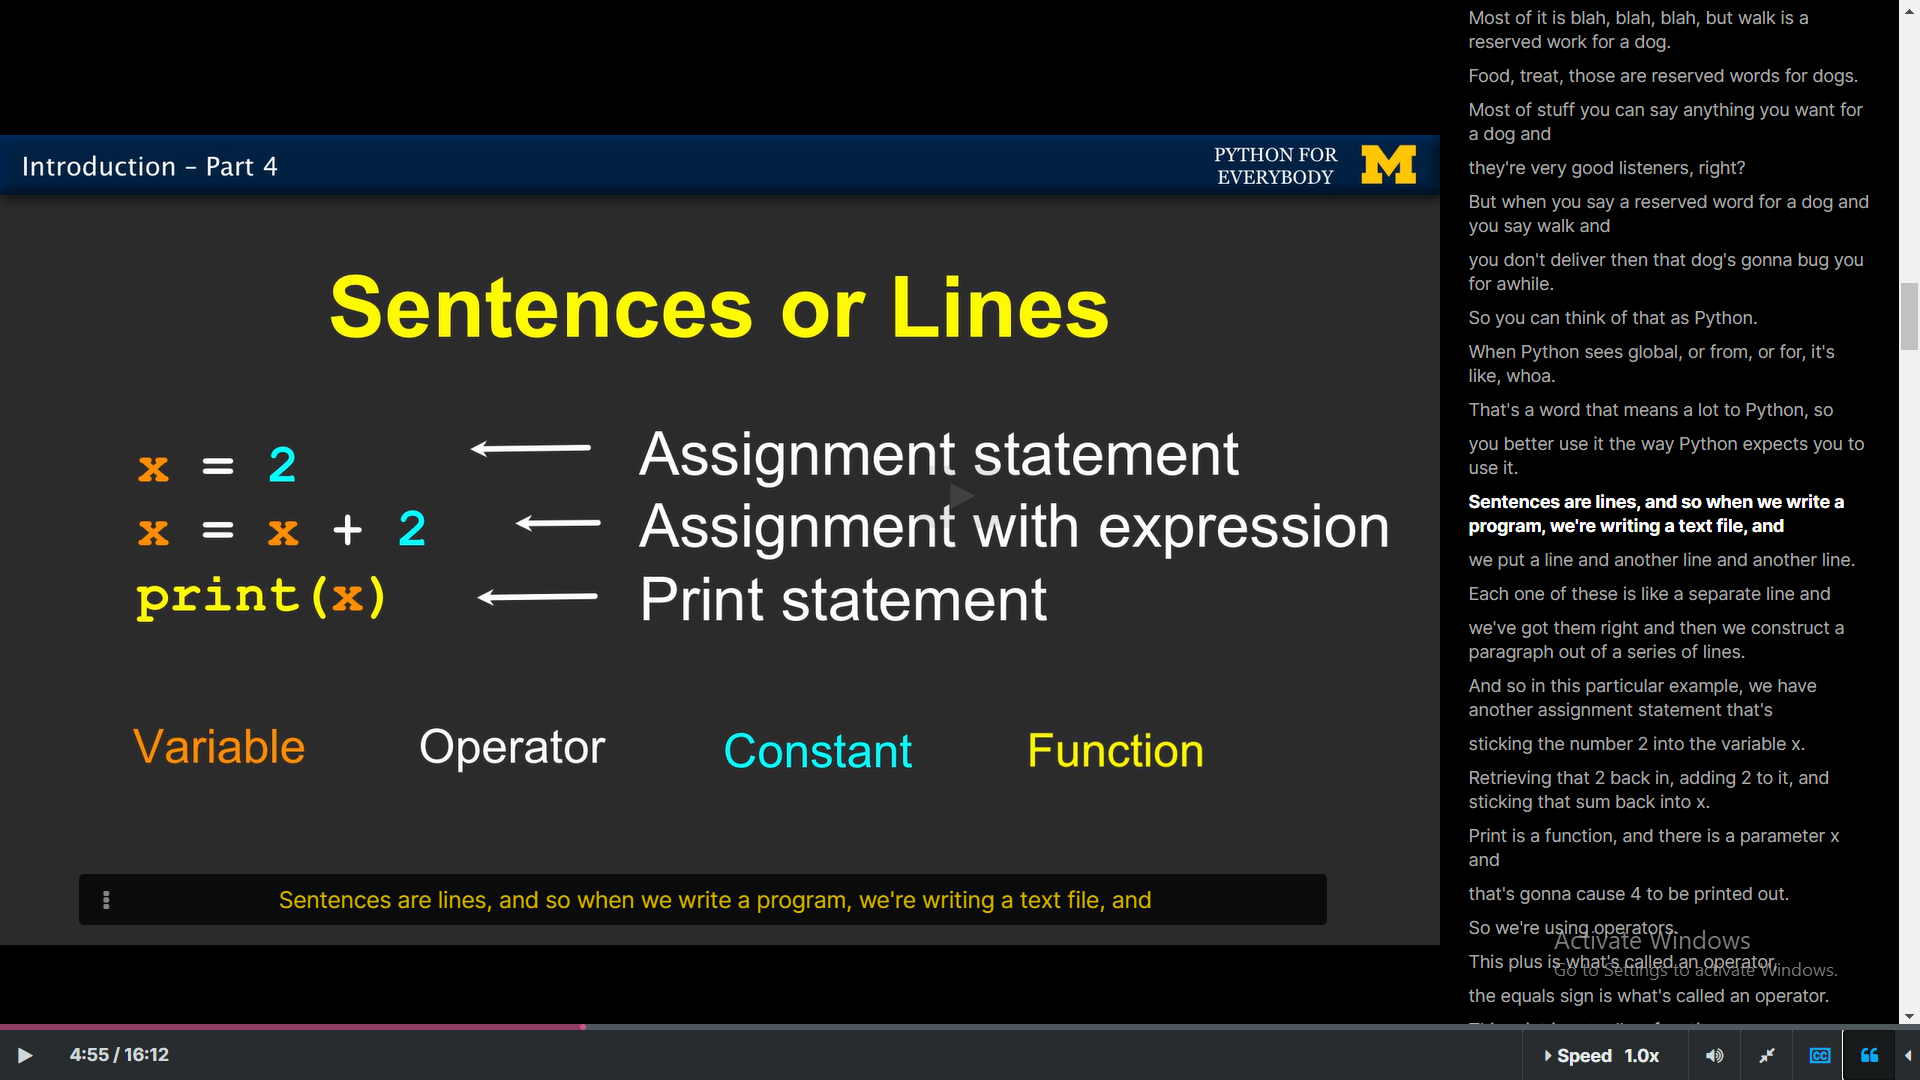 Introduction – Part 4
PYTHON FOR
EVERYBODY
M
Sentences or Lines
x = 2
Assignment statement
x = x + 2
Assignment with expression
print(x)
Print statement
Variable Operator Constant Function
Sentences are lines, and so when we write a program, we're writing a text file, and
Most of it is blah, blah, blah, but walk is a
reserved work for a dog.
Food, treat, those are reserved words for dogs.
Most of stuff you can say anything you want for
a dog and
they're very good listeners, right?
But when you say a reserved word for a dog and
you say walk and
you don't deliver then that dog's gonna bug you
for awhile.
So you can think of that as Python.
When Python sees global, or from, or for, it's
like, whoa.
That's a word that means a lot to Python, so
you better use it the way Python expects you to
use it.
Sentences are lines, and so when we write a
program, we're writing a text file, and
we put a line and another line and another line.
Each one of these is like a separate line and
we've got them right and then we construct a
paragraph out of a series of lines.
And so in this particular example, we have
another assignment statement that's
sticking the number 2 into the variable x.
Retrieving that 2 back in, adding 2 to it, and
sticking that sum back into x.
Print is a function, and there is a parameter x
and
that's gonna cause 4 to be printed out.
So we're using operators.
This plus is what's called an operator,
the equals sign is what's called an operator.
Activate Windows
Go to Settings to activate Windows.
4:55 / 16:12
Speed 1.0x
CC